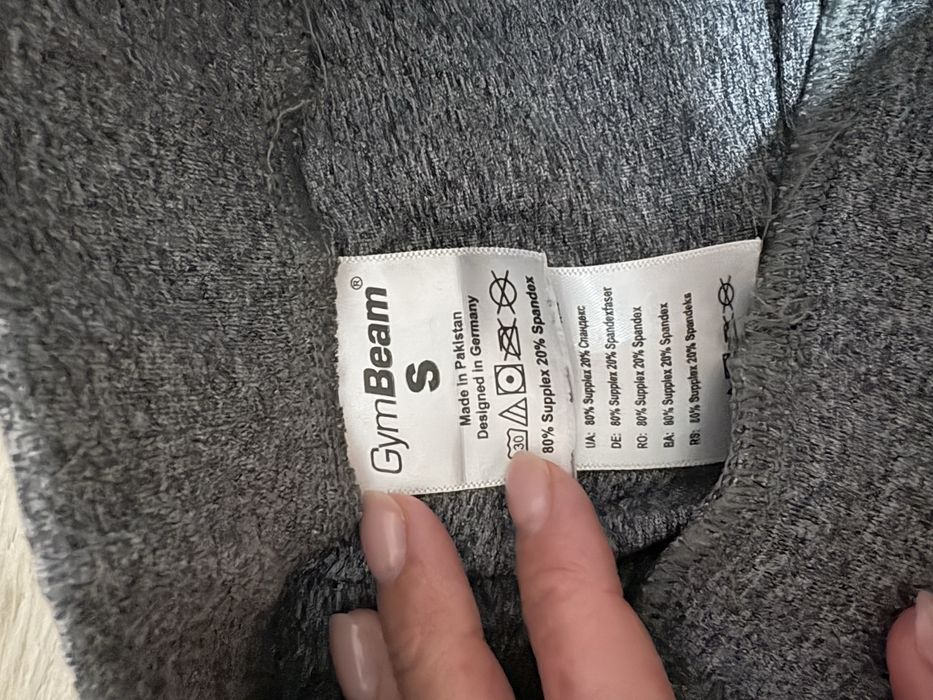 GymBeam®
S
Made in Pakistan
Designed in Germany
30
80% Supplex 20% Spandex
UA: 80% Supplex 20% Спандекс
DE: 80% Supplex 20% Spandexfaser
RO: 80% Supplex 20% Spandex
BA: 80% Supplex 20% Spandex
RS: 80% Supplex 20% Spandeks